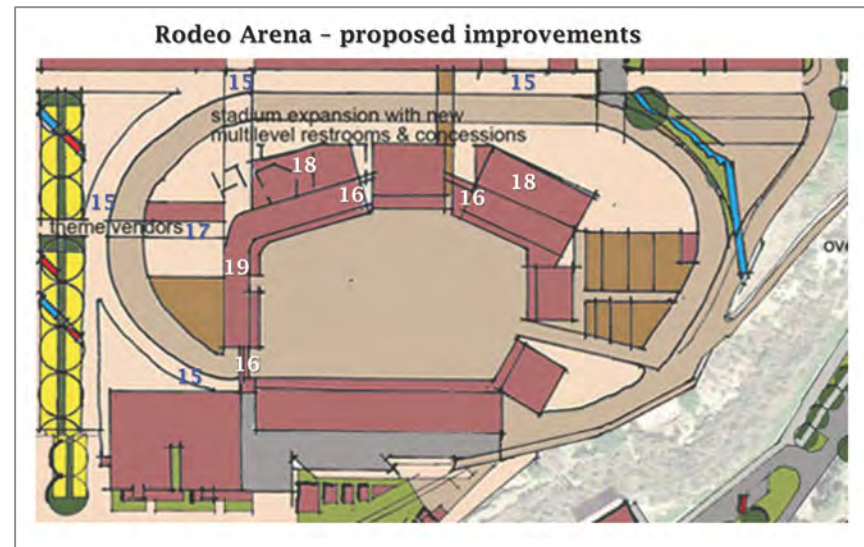 Rodeo Arena – proposed improvements
15 15
stadium expansion with new
multilevel restrooms & concessions
18
16 16 18
15
theme vendors 17
19
16
15
ove